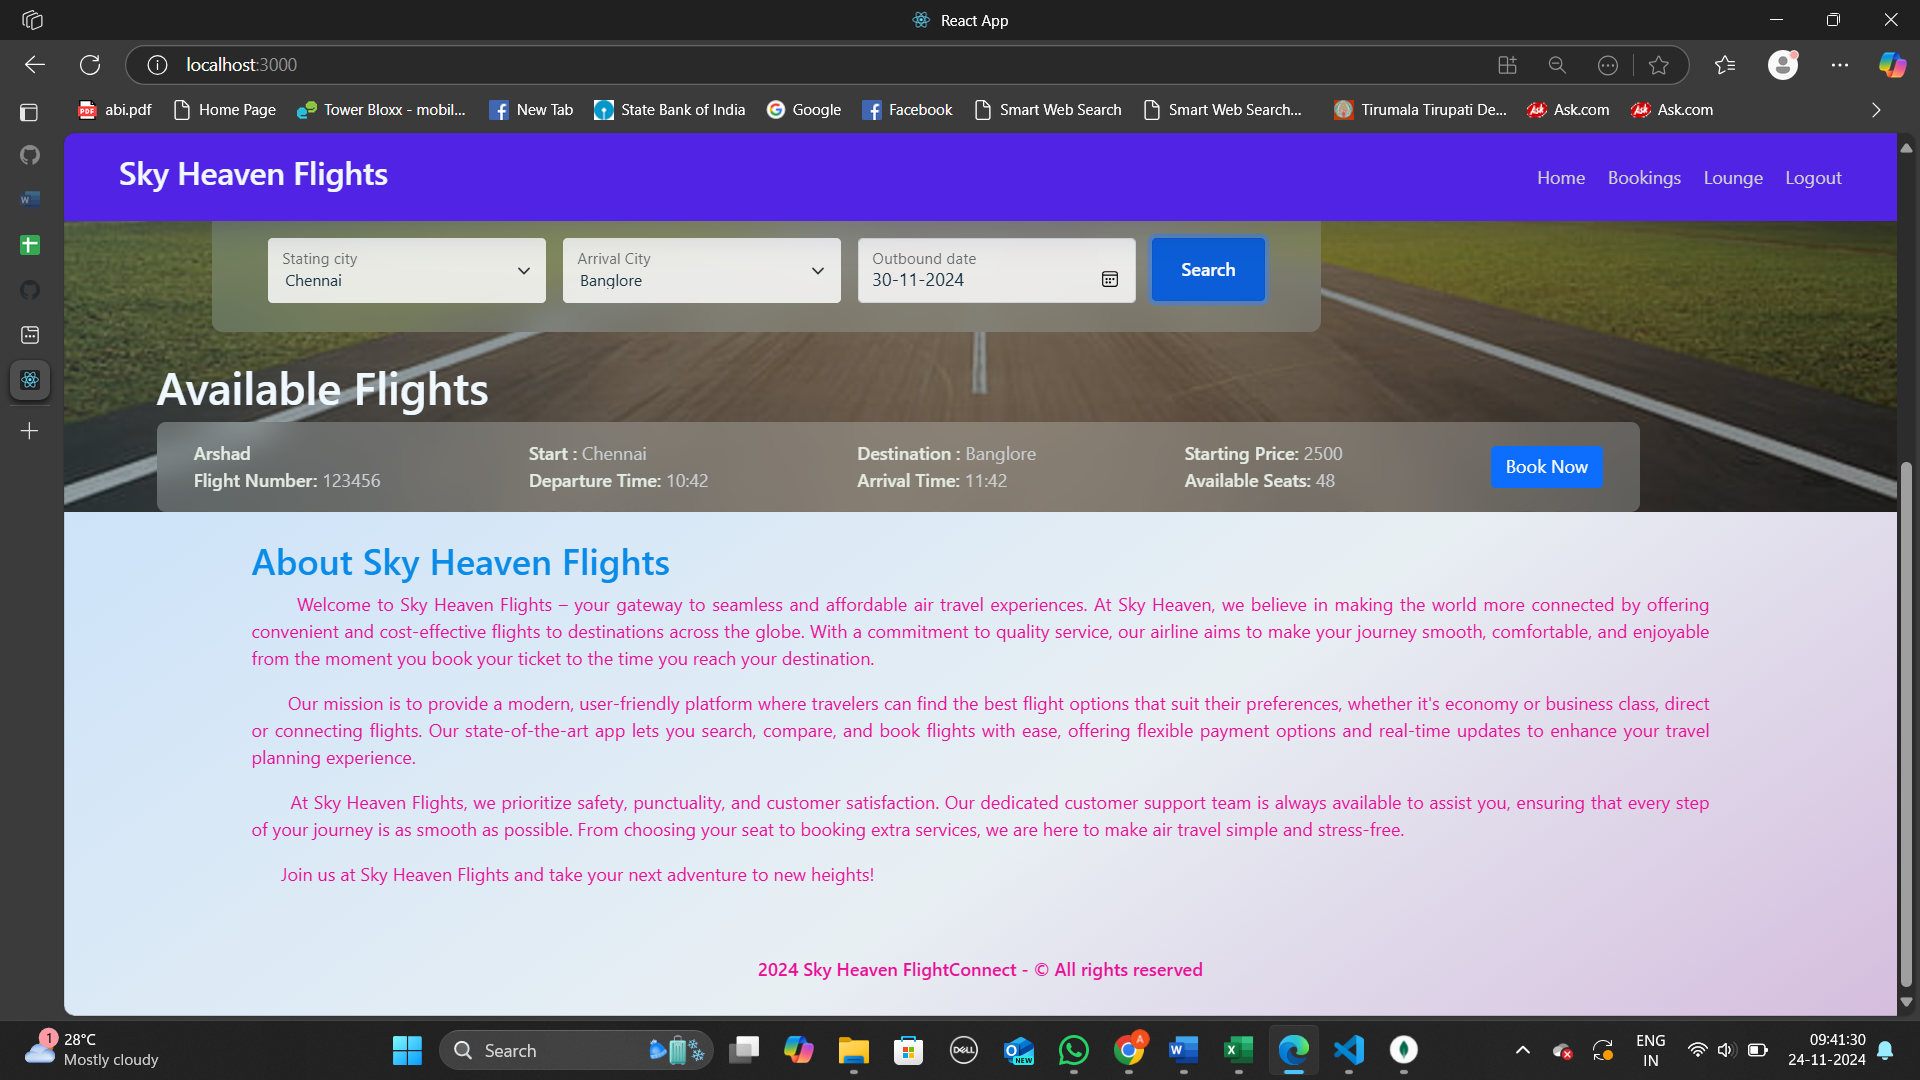 React App
localhost:3000
abi.pdf
Home Page
Tower Bloxx - mobil...
New Tab
State Bank of India
Google
Facebook
Smart Web Search
Smart Web Search...
Tirumala Tirupati De...
Ask.com
Ask.com
Sky Heaven Flights
Home
Bookings
Lounge
Logout
Stating city
Chennai
Arrival City
Banglore
Outbound date
30-11-2024
Search
Available Flights
Arshad
Flight Number: 123456
Start : Chennai
Departure Time: 10:42
Destination : Banglore
Arrival Time: 11:42
Starting Price: 2500
Available Seats: 48
Book Now
About Sky Heaven Flights
Welcome to Sky Heaven Flights – your gateway to seamless and affordable air travel experiences. At Sky Heaven, we believe in making the world more connected by offering
convenient and cost-effective flights to destinations across the globe. With a commitment to quality service, our airline aims to make your journey smooth, comfortable, and enjoyable
from the moment you book your ticket to the time you reach your destination.
Our mission is to provide a modern, user-friendly platform where travelers can find the best flight options that suit their preferences, whether it's economy or business class, direct
or connecting flights. Our state-of-the-art app lets you search, compare, and book flights with ease, offering flexible payment options and real-time updates to enhance your travel
planning experience.
At Sky Heaven Flights, we prioritize safety, punctuality, and customer satisfaction. Our dedicated customer support team is always available to assist you, ensuring that every step
of your journey is as smooth as possible. From choosing your seat to booking extra services, we are here to make air travel simple and stress-free.
Join us at Sky Heaven Flights and take your next adventure to new heights!
2024 Sky Heaven FlightConnect - © All rights reserved
1
28°C
Mostly cloudy
Search
DELL
NEW
A
ENG
IN
09:41:30
24-11-2024